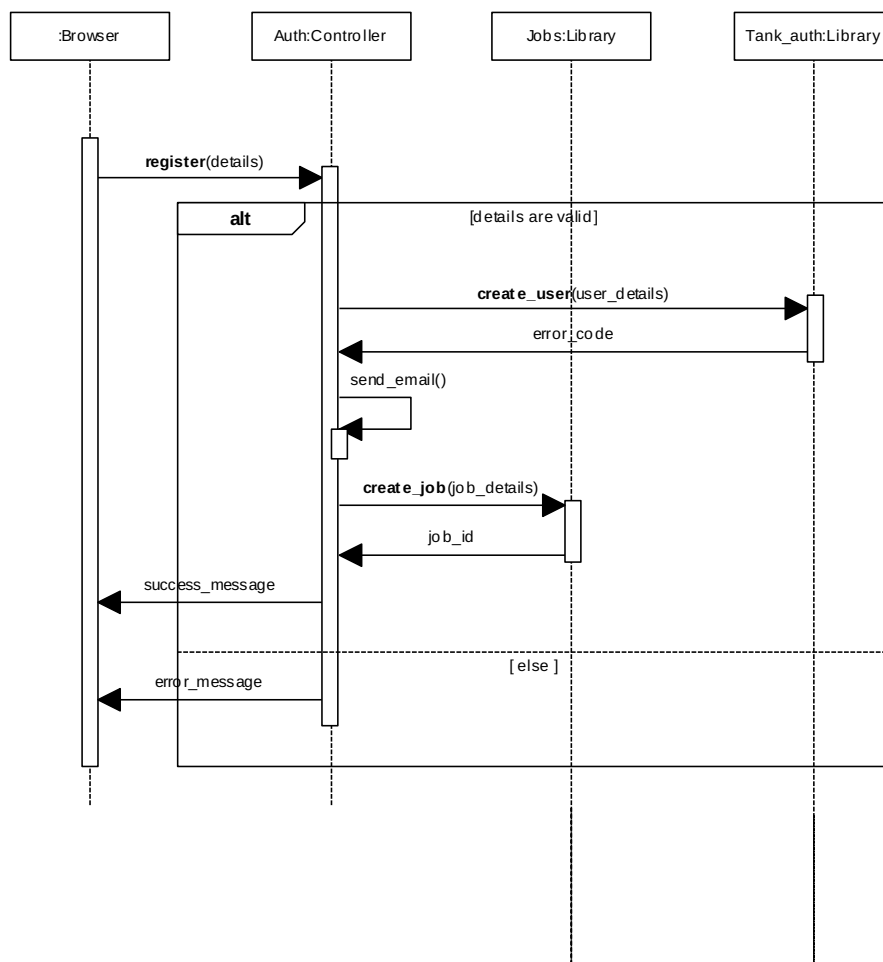 :Browser
Auth:Controller
Jobs:Library
Tank_auth:Library
register(details)
alt
[details are valid]
create_user(user_details)
error_code
send_email()
create_job(job_details)
job_id
success_message
[ else ]
error_message